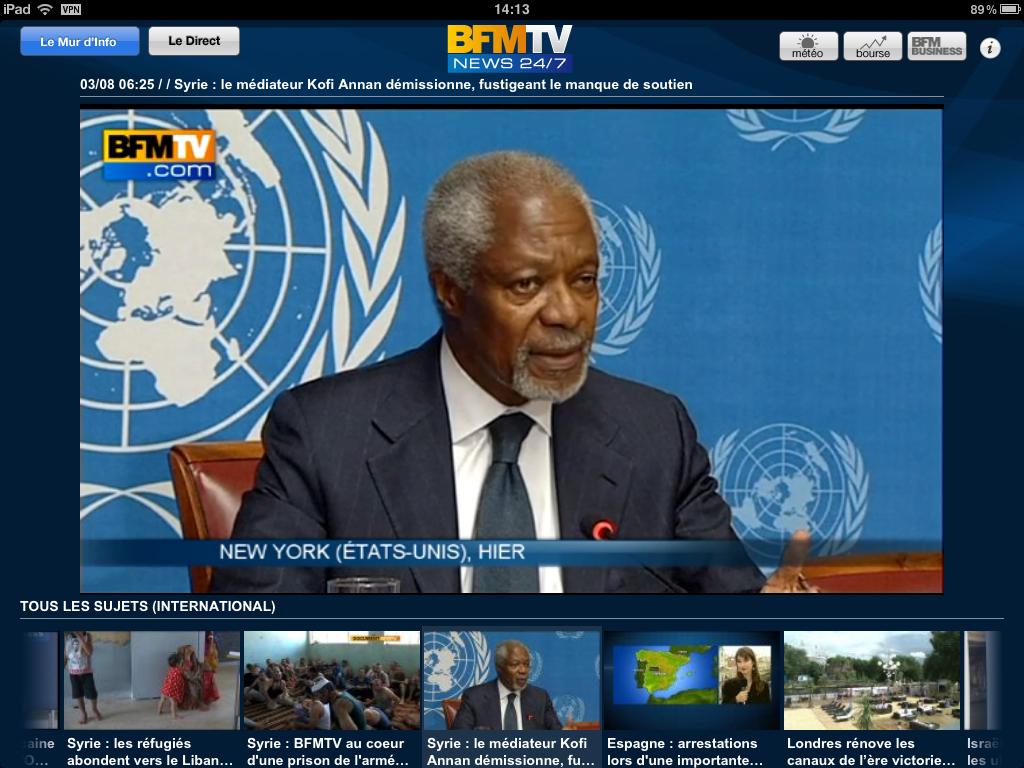 iPad VPN 14:13 89%
Le Mur d'Info Le Direct BFMTV météo bourse BFM BUSINESS i
NEWS 24/7
03/08 06:25 / / Syrie : le médiateur Kofi Annan démissionne, fustigeant le manque de soutien
BFMTV
.com
NEW YORK (ÉTATS-UNIS), HIER
TOUS LES SUJETS (INTERNATIONAL)
caine Syrie : les réfugiés Syrie : BFMTV au coeur Syrie : le médiateur Kofi Espagne : arrestations Londres rénove les Israë
O... abondent vers le Liban... d'une prison de l'armé... Annan démissionne, fu... lors d'une importante... canaux de l'ère victorie... les u